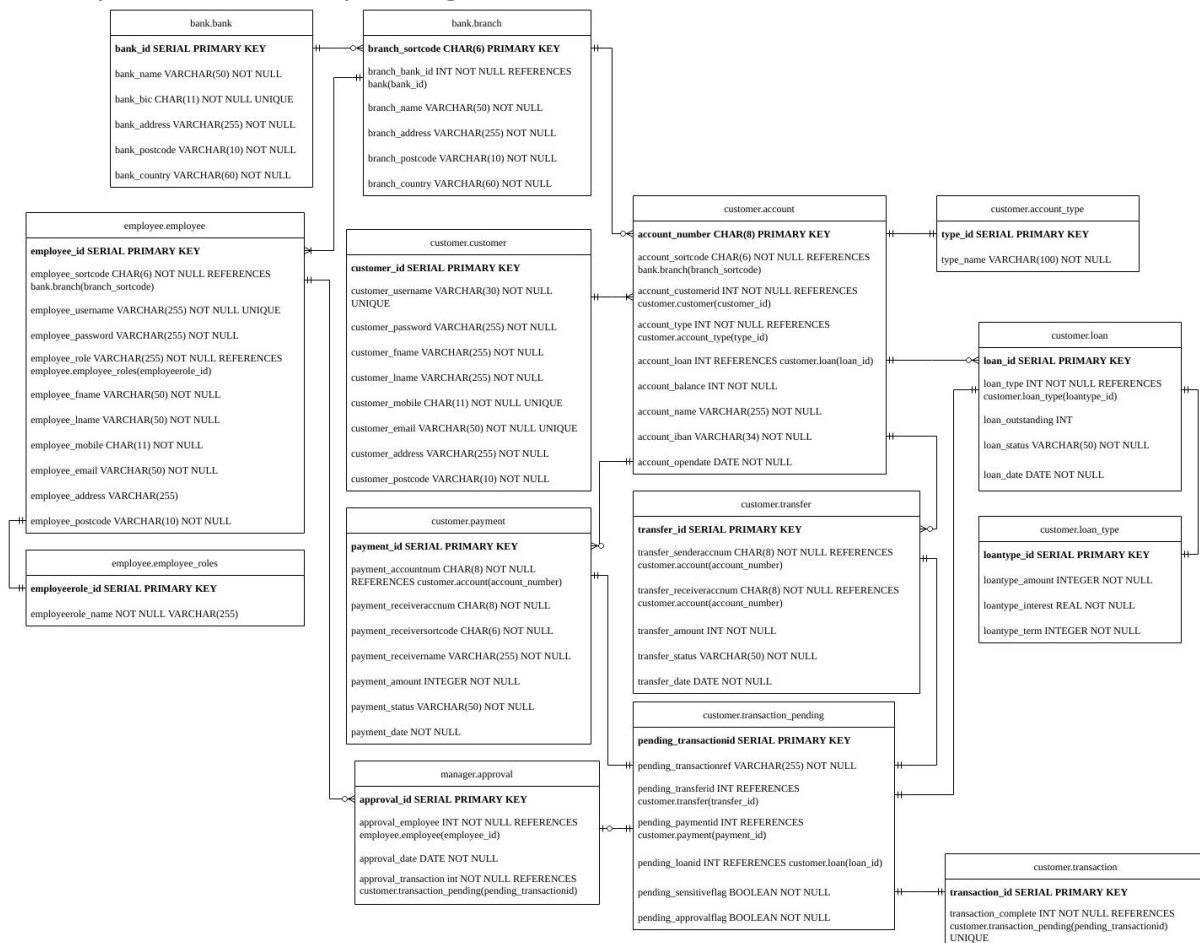 bank.bank
bank_id SERIAL PRIMARY KEY
bank_name VARCHAR(50) NOT NULL
bank_bic CHAR(11) NOT NULL UNIQUE
bank_address VARCHAR(255) NOT NULL
bank_postcode VARCHAR(10) NOT NULL
bank_country VARCHAR(60) NOT NULL
bank.branch
branch_sortcode CHAR(6) PRIMARY KEY
branch_bank_id INT NOT NULL REFERENCES
bank(bank_id)
branch_name VARCHAR(50) NOT NULL
branch_address VARCHAR(255) NOT NULL
branch_postcode VARCHAR(10) NOT NULL
branch_country VARCHAR(60) NOT NULL
employee.employee
employee_id SERIAL PRIMARY KEY
employee_sortcode CHAR(6) NOT NULL REFERENCES
bank.branch(branch_sortcode)
employee_username VARCHAR(255) NOT NULL UNIQUE
employee_password VARCHAR(255) NOT NULL
employee_role VARCHAR(255) NOT NULL REFERENCES
employee.employee_roles(employeerole_id)
employee_fname VARCHAR(50) NOT NULL
employee_lname VARCHAR(50) NOT NULL
employee_mobile CHAR(11) NOT NULL
employee_email VARCHAR(50) NOT NULL
employee_address VARCHAR(255)
employee_postcode VARCHAR(10) NOT NULL
employee.employee_roles
employeerole_id SERIAL PRIMARY KEY
employeerole_name NOT NULL VARCHAR(255)
customer.customer
customer_id SERIAL PRIMARY KEY
customer_username VARCHAR(30) NOT NULL
UNIQUE
customer_password VARCHAR(255) NOT NULL
customer_fname VARCHAR(255) NOT NULL
customer_lname VARCHAR(255) NOT NULL
customer_mobile CHAR(11) NOT NULL UNIQUE
customer_email VARCHAR(50) NOT NULL UNIQUE
customer_address VARCHAR(255) NOT NULL
customer_postcode VARCHAR(10) NOT NULL
customer.payment
payment_id SERIAL PRIMARY KEY
payment_accountnum CHAR(8) NOT NULL
REFERENCES customer.account(account_number)
payment_receiveraccnum CHAR(8) NOT NULL
payment_receiversortcode CHAR(6) NOT NULL
payment_receivername VARCHAR(255) NOT NULL
payment_amount INTEGER NOT NULL
payment_status VARCHAR(50) NOT NULL
payment_date NOT NULL
manager.approval
approval_id SERIAL PRIMARY KEY
approval_employee INT NOT NULL REFERENCES
employee.employee(employee_id)
approval_date DATE NOT NULL
approval_transaction int NOT NULL REFERENCES
customer.transaction_pending(pending_transactionid)
customer.account
account_number CHAR(8) PRIMARY KEY
account_sortcode CHAR(6) NOT NULL REFERENCES
bank.branch(branch_sortcode)
account_customerid INT NOT NULL REFERENCES
customer.customer(customer_id)
account_type INT NOT NULL REFERENCES
customer.account_type(type_id)
account_loan INT REFERENCES customer.loan(loan_id)
account_balance INT NOT NULL
account_name VARCHAR(255) NOT NULL
account_iban VARCHAR(34) NOT NULL
account_opendate DATE NOT NULL
customer.transfer
transfer_id SERIAL PRIMARY KEY
transfer_senderaccnum CHAR(8) NOT NULL REFERENCES
customer.account(account_number)
transfer_receiveraccnum CHAR(8) NOT NULL REFERENCES
customer.account(account_number)
transfer_amount INT NOT NULL
transfer_status VARCHAR(50) NOT NULL
transfer_date DATE NOT NULL
customer.transaction_pending
pending_transactionid SERIAL PRIMARY KEY
pending_transactionref VARCHAR(255) NOT NULL
pending_transferid INT REFERENCES
customer.transfer(transfer_id)
pending_paymentid INT REFERENCES
customer.payment(payment_id)
pending_loanid INT REFERENCES customer.loan(loan_id)
pending_sensitiveflag BOOLEAN NOT NULL
pending_approvalflag BOOLEAN NOT NULL
customer.account_type
type_id SERIAL PRIMARY KEY
type_name VARCHAR(100) NOT NULL
customer.loan
loan_id SERIAL PRIMARY KEY
loan_type INT NOT NULL REFERENCES
customer.loan_type(loantype_id)
loan_outstanding INT
loan_status VARCHAR(50) NOT NULL
loan_date DATE NOT NULL
customer.loan_type
loantype_id SERIAL PRIMARY KEY
loantype_amount INTEGER NOT NULL
loantype_interest REAL NOT NULL
loantype_term INTEGER NOT NULL
customer.transaction
transaction_id SERIAL PRIMARY KEY
transaction_complete INT NOT NULL REFERENCES
customer.transaction_pending(pending_transactionid)
UNIQUE